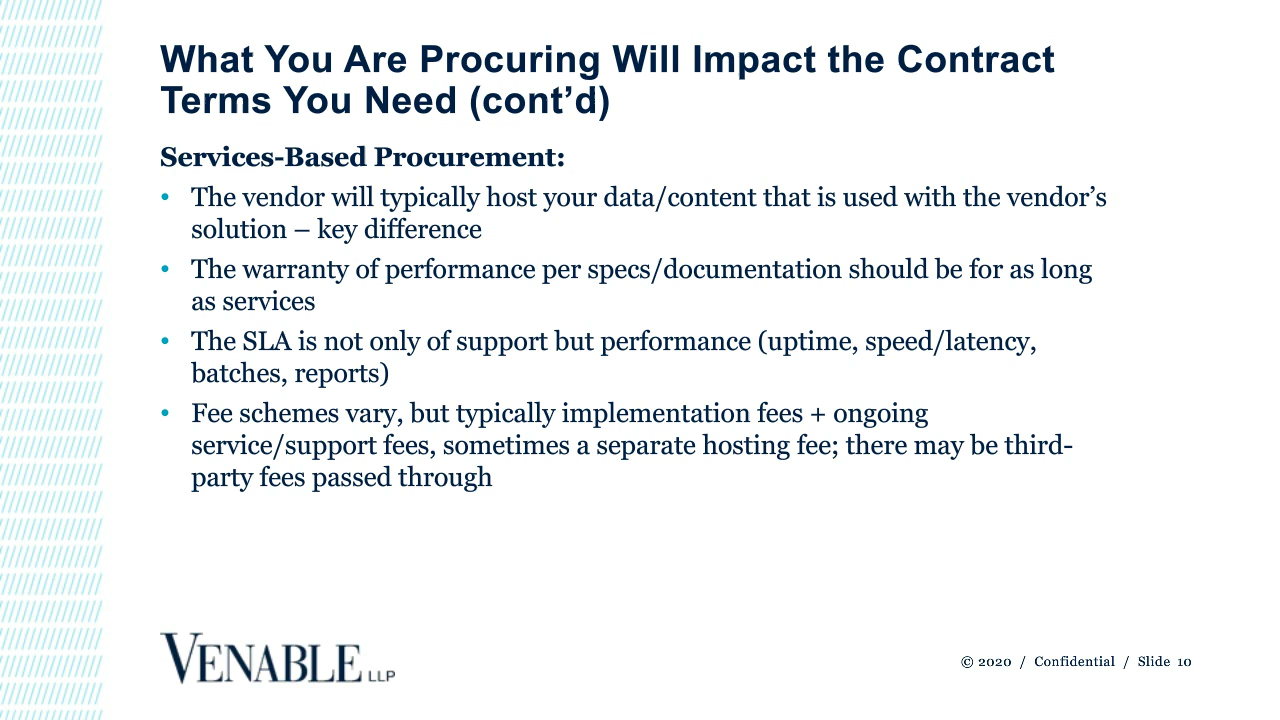 What You Are Procuring Will Impact the Contract
Terms You Need (cont’d)
Services-Based Procurement:
• The vendor will typically host your data/content that is used with the vendor’s
solution – key difference
• The warranty of performance per specs/documentation should be for as long
as services
• The SLA is not only of support but performance (uptime, speed/latency,
batches, reports)
• Fee schemes vary, but typically implementation fees + ongoing
service/support fees, sometimes a separate hosting fee; there may be third-
party fees passed through
VENABLE LLP
© 2020 / Confidential / Slide 10